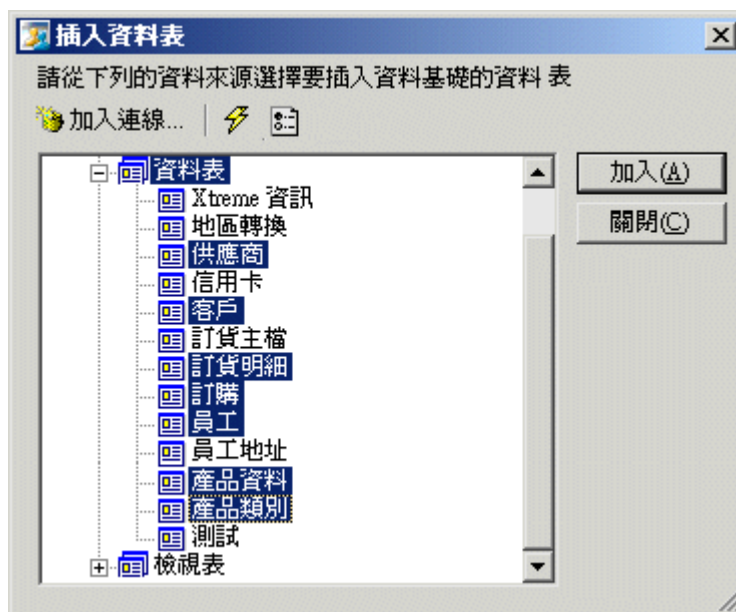 插入資料表
諸從下列的資料來源選擇要插入資料基礎的資料 表
加入連線...
資料表
Xtreme 資訊
地區轉換
供應商
信用卡
客戶
訂貨主檔
訂貨明細
訂購
員工
員工地址
產品資料
產品類別
測試
檢視表
加入(A)
關閉(C)